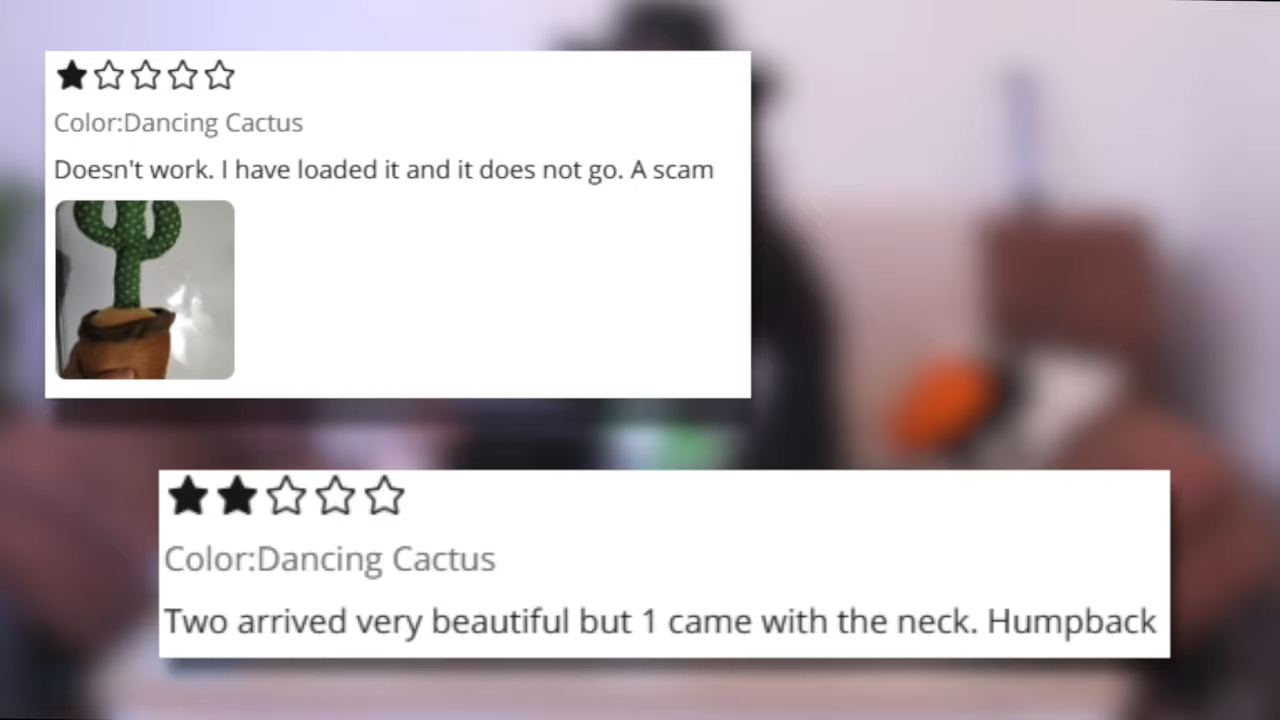 Color:Dancing Cactus
Doesn't work. I have loaded it and it does not go. A scam
Color:Dancing Cactus
Two arrived very beautiful but 1 came with the neck. Humpback